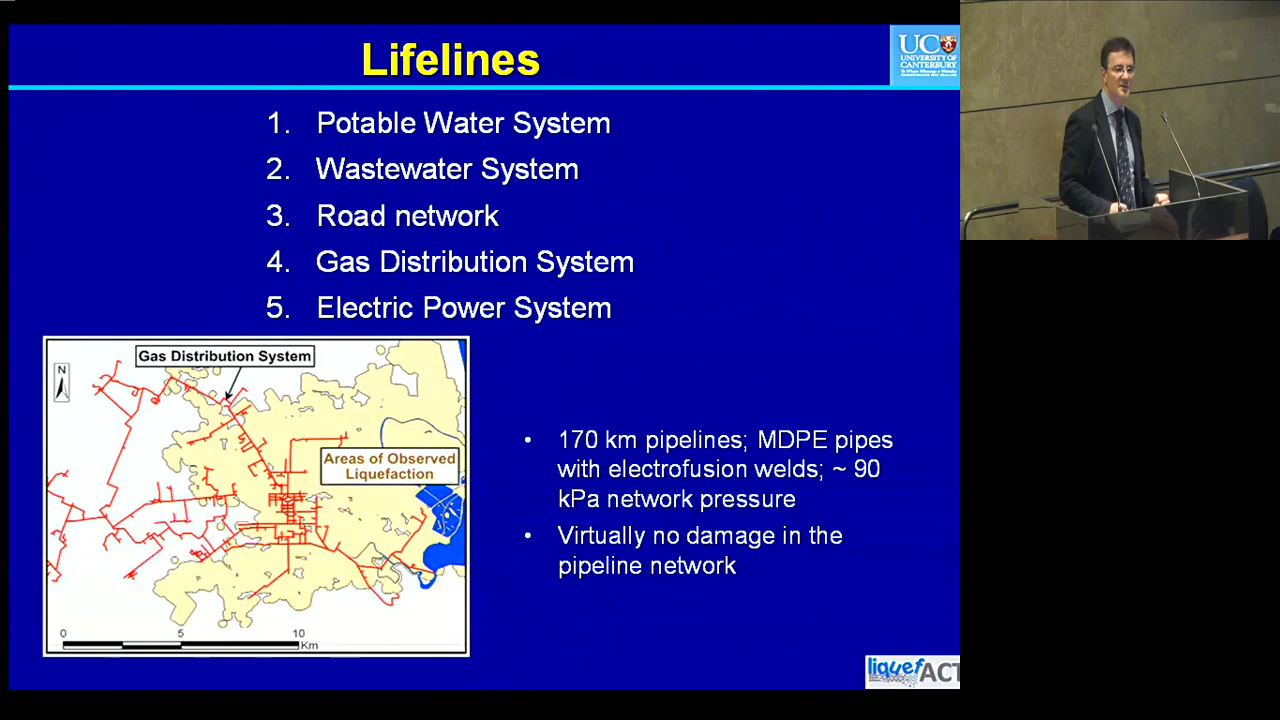 Lifelines
UC
UNIVERSITY OF
CANTERBURY
1. Potable Water System
2. Wastewater System
3. Road network
4. Gas Distribution System
5. Electric Power System
Gas Distribution System
N
Areas of Observed
Liquefaction
0 5 10
Km
• 170 km pipelines; MDPE pipes
with electrofusion welds; ~ 90
kPa network pressure
• Virtually no damage in the
pipeline network
liquefACT